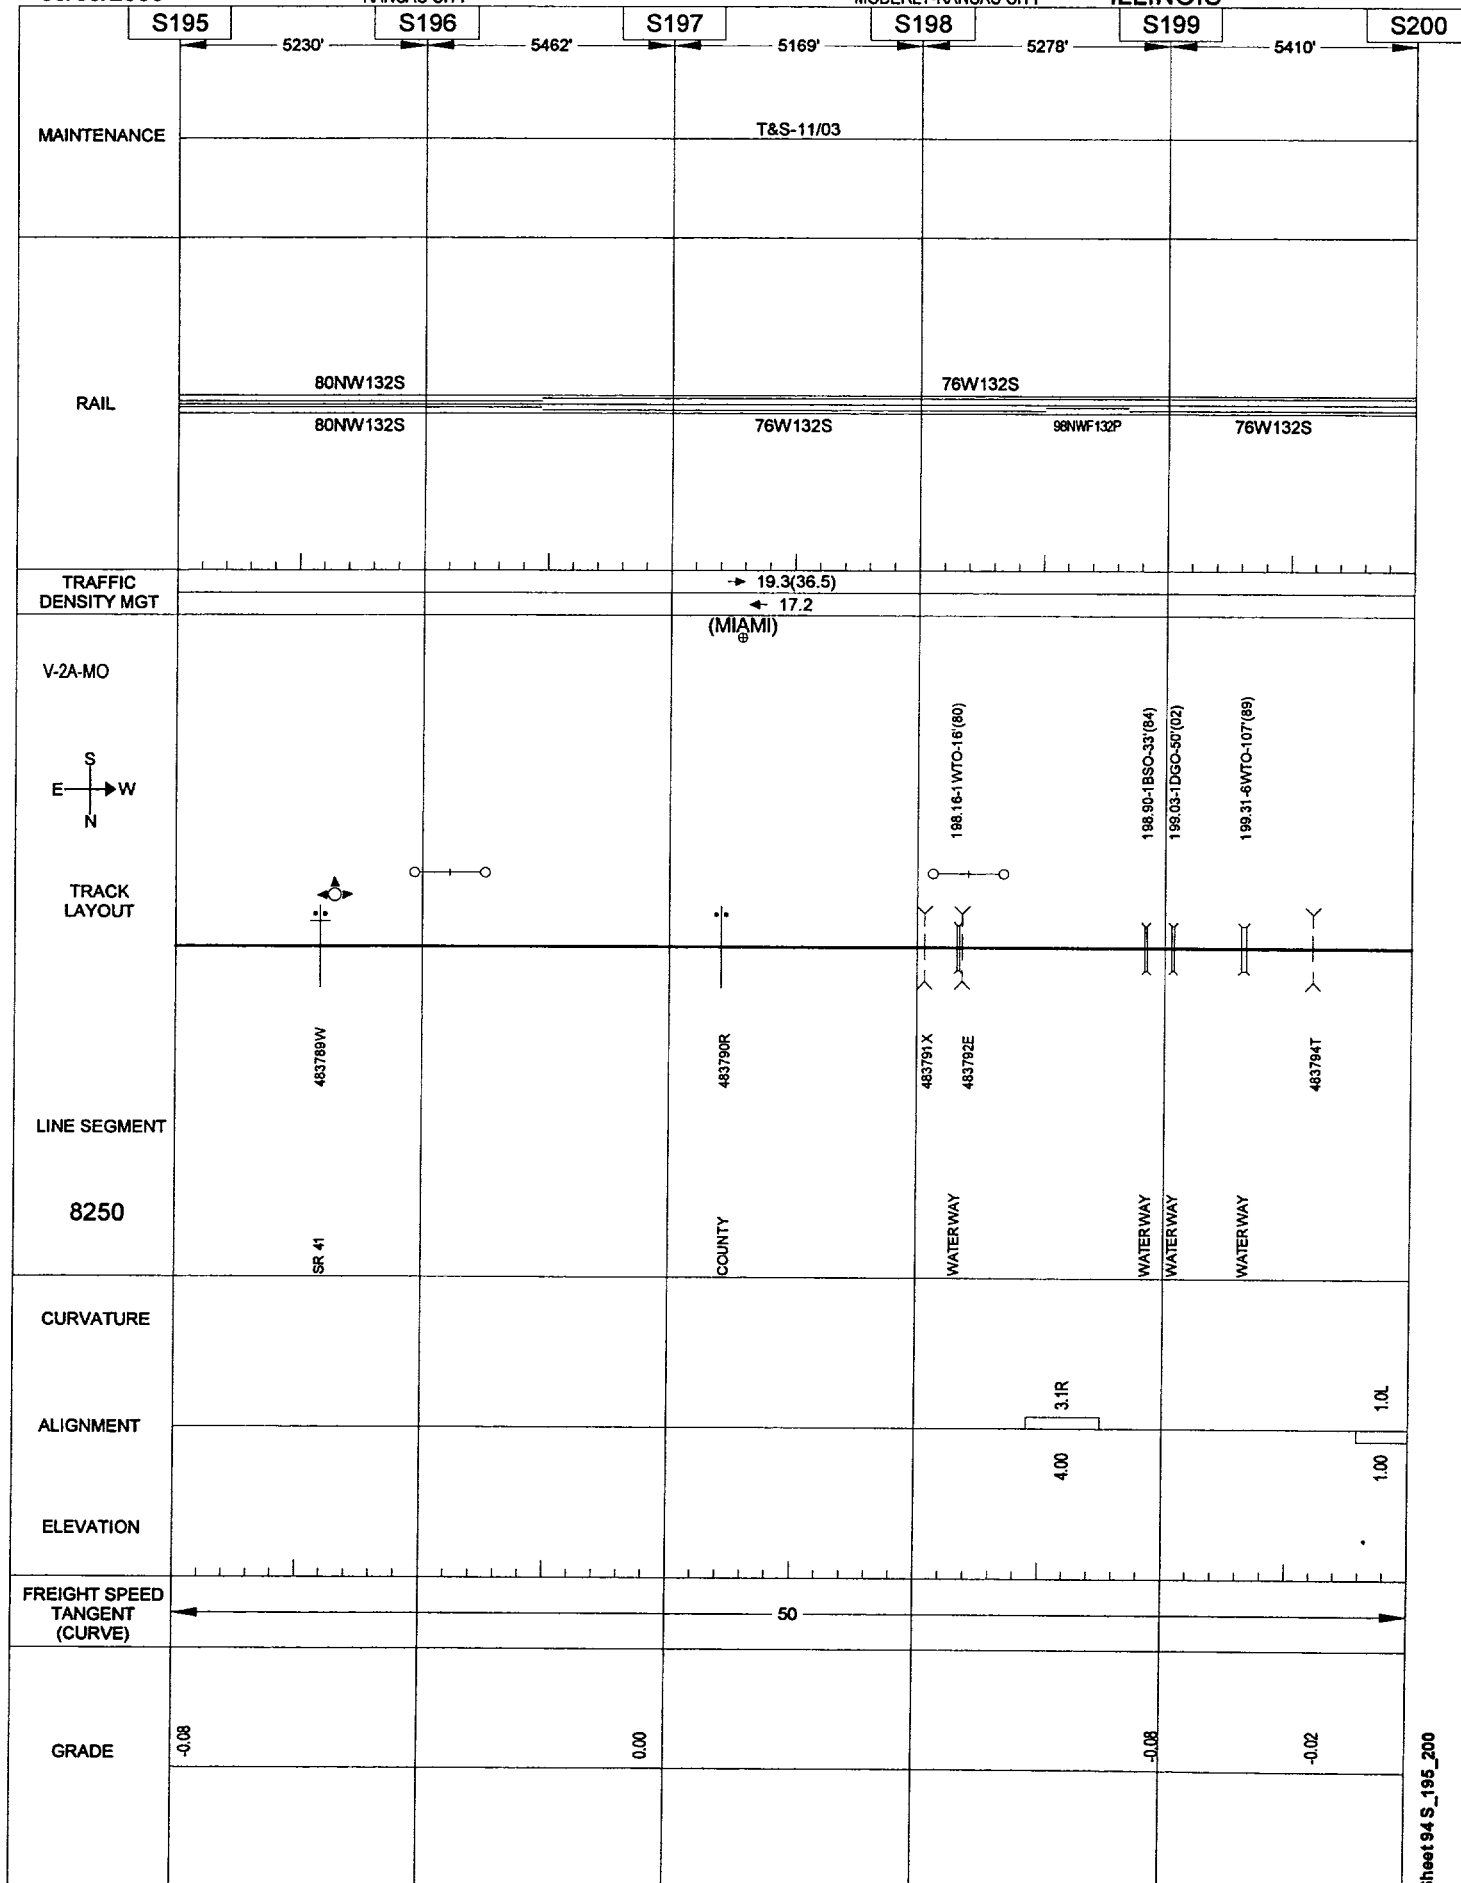 ILLINOIS
S195 S196 S197 S198 S199 S200
5230' 5462' 5169' 5278' 5410'
MAINTENANCE
T&S-11/03
RAIL
80NW132S 76W132S
80NW132S 76W132S 98NWF132P 76W132S
TRAFFIC
DENSITY MGT
19.3(36.5)
17.2
(MIAMI)
V-2A-MO
S
E W
N
198.16-1WTO-16'(80)
198.90-1BSO-33'(84)
199.03-1DGO-50'(02)
199.31-6WTO-107'(89)
TRACK
LAYOUT
483789W
483790R
483791X
483792E
483794T
LINE SEGMENT
8250
SR 41
COUNTY
WATERWAY
WATERWAY
WATERWAY
WATERWAY
CURVATURE
ALIGNMENT
3.1R
1.0L
4.00
1.00
ELEVATION
FREIGHT SPEED
TANGENT
(CURVE)
50
GRADE
-0.08
0.00
-0.08
-0.02
Sheet 94 S_195_200